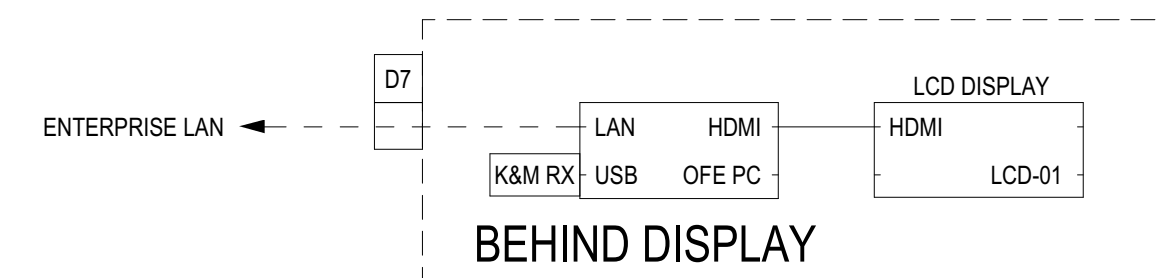 D7
LCD DISPLAY
ENTERPRISE LAN
LAN HDMI
HDMI
K&M RX
USB OFE PC
LCD-01
BEHIND DISPLAY